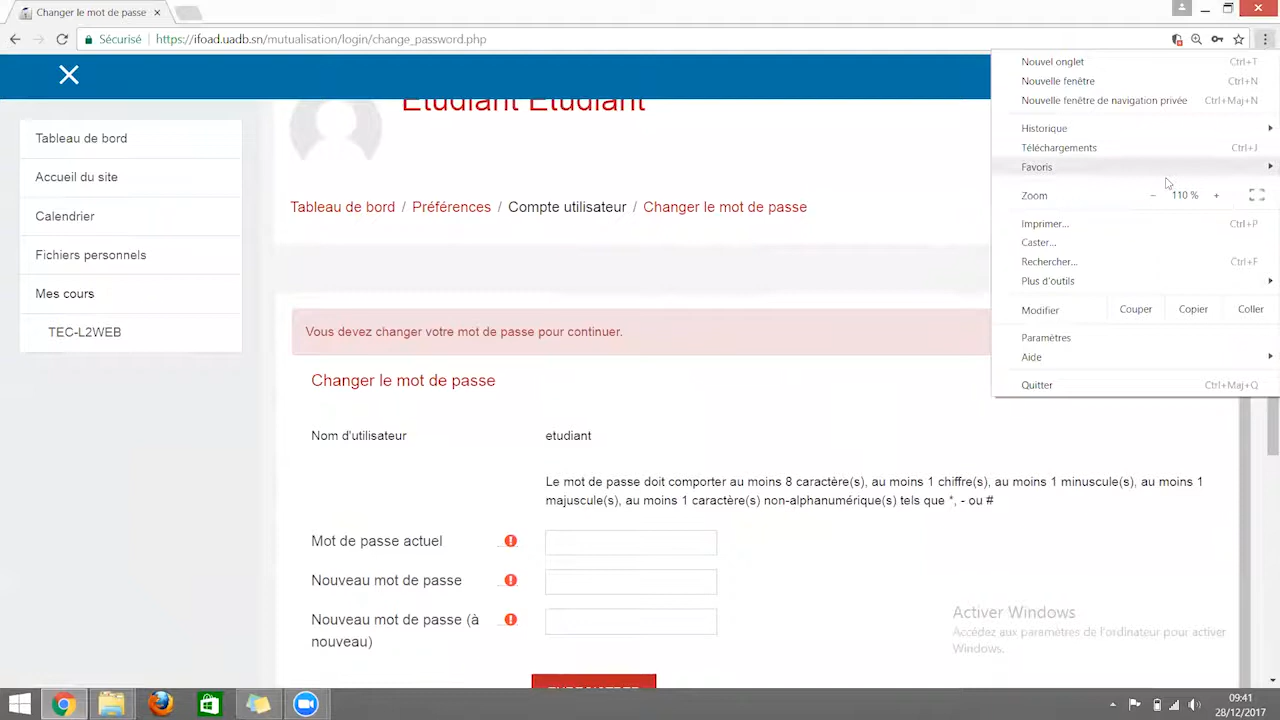 Changer le mot de passe
Sécurisé
https://ifoad.uadb.sn/mutualisation/login/change_password.php
Tableau de bord
Accueil du site
Calendrier
Fichiers personnels
Mes cours
TEC-L2WEB
Etudiant Etudiant
Tableau de bord / Préférences / Compte utilisateur / Changer le mot de passe
Vous devez changer votre mot de passe pour continuer.
Changer le mot de passe
Nom d'utilisateur etudiant
Le mot de passe doit comporter au moins 8 caractère(s), au moins 1 chiffre(s), au moins 1 minuscule(s), au moins 1
majuscule(s), au moins 1 caractère(s) non-alphanumérique(s) tels que *, - ou #
Mot de passe actuel
Nouveau mot de passe
Nouveau mot de passe (à
nouveau)
Nouvel onglet Ctrl+T
Nouvelle fenêtre Ctrl+N
Nouvelle fenêtre de navigation privée Ctrl+Maj+N
Historique
Téléchargements Ctrl+J
Favoris
Zoom − 110 % +
Imprimer... Ctrl+P
Caster...
Rechercher... Ctrl+F
Plus d'outils
Modifier Couper Copier Coller
Paramètres
Aide
Quitter Ctrl+Maj+Q
Activer Windows
Accédez aux paramètres de l'ordinateur pour activer
Windows.
09:41
28/12/2017